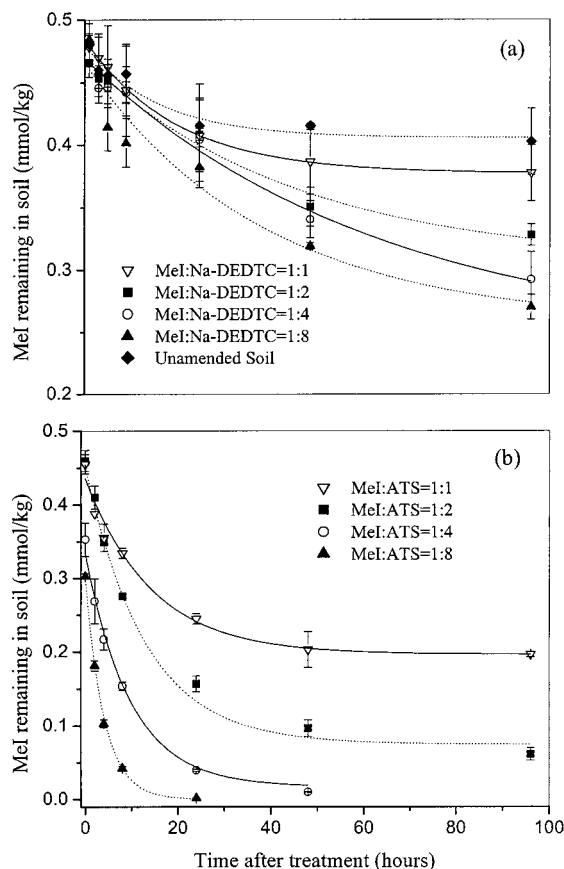 (a)
MeI remaining in soil (mmol/kg)
0.5
0.4
0.3
0.2
MeI:Na-DEDTC=1:1
MeI:Na-DEDTC=1:2
MeI:Na-DEDTC=1:4
MeI:Na-DEDTC=1:8
Unamended Soil
(b)
MeI remaining in soil (mmol/kg)
0.5
0.4
0.3
0.2
0.1
0.0
MeI:ATS=1:1
MeI:ATS=1:2
MeI:ATS=1:4
MeI:ATS=1:8
0 20 40 60 80 100
Time after treatment (hours)